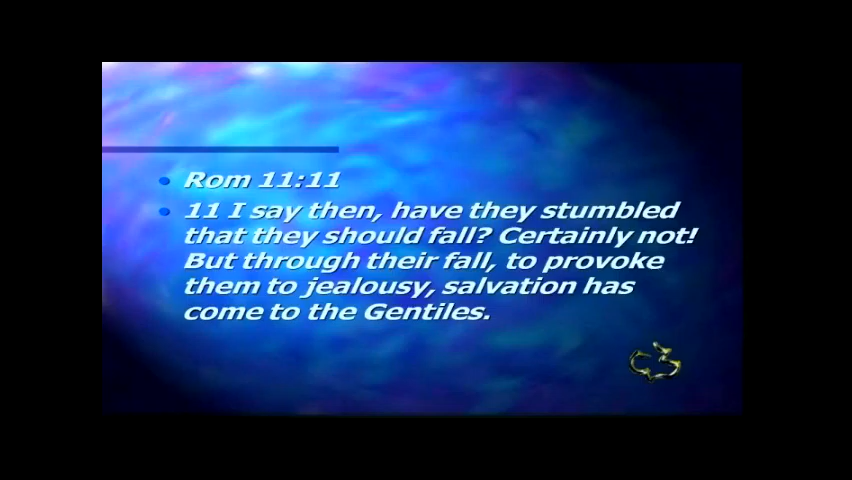 Rom 11:11
11 I say then, have they stumbled
that they should fall? Certainly not!
But through their fall, to provoke
them to jealousy, salvation has
come to the Gentiles.